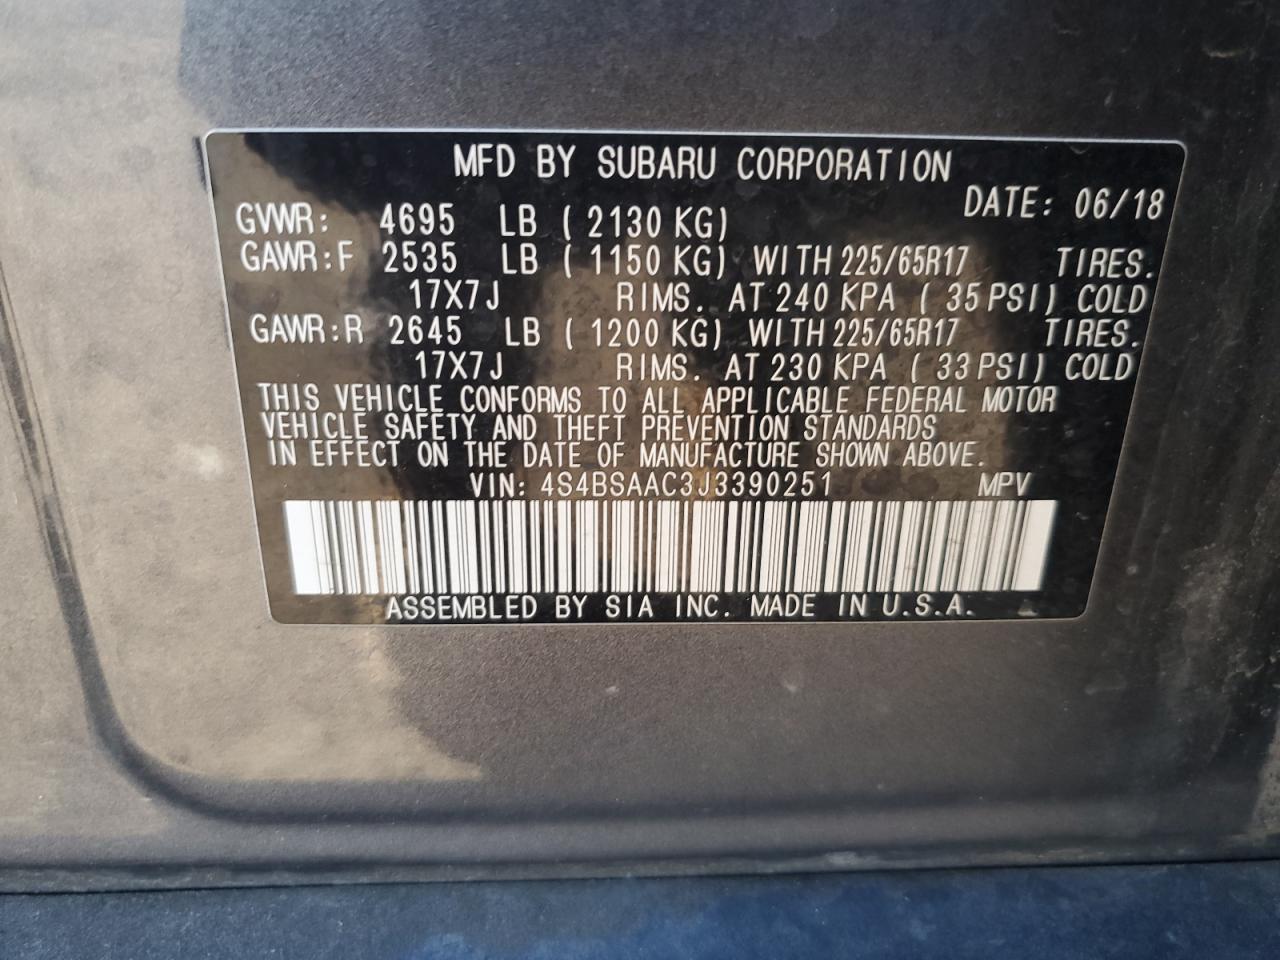 MFD BY SUBARU CORPORATION
DATE: 06/18
GVWR: 4695 LB ( 2130 KG)
GAWR:F 2535 LB ( 1150 KG) WITH 225/65R17 TIRES.
17X7J RIMS. AT 240 KPA ( 35 PSI) COLD
GAWR:R 2645 LB ( 1200 KG) WITH 225/65R17 TIRES.
17X7J RIMS. AT 230 KPA ( 33 PSI) COLD
THIS VEHICLE CONFORMS TO ALL APPLICABLE FEDERAL MOTOR
VEHICLE SAFETY AND THEFT PREVENTION STANDARDS
IN EFFECT ON THE DATE OF MANUFACTURE SHOWN ABOVE.
VIN: 4S4BSAAC3J3390251 MPV
ASSEMBLED BY SIA INC. MADE IN U.S.A.